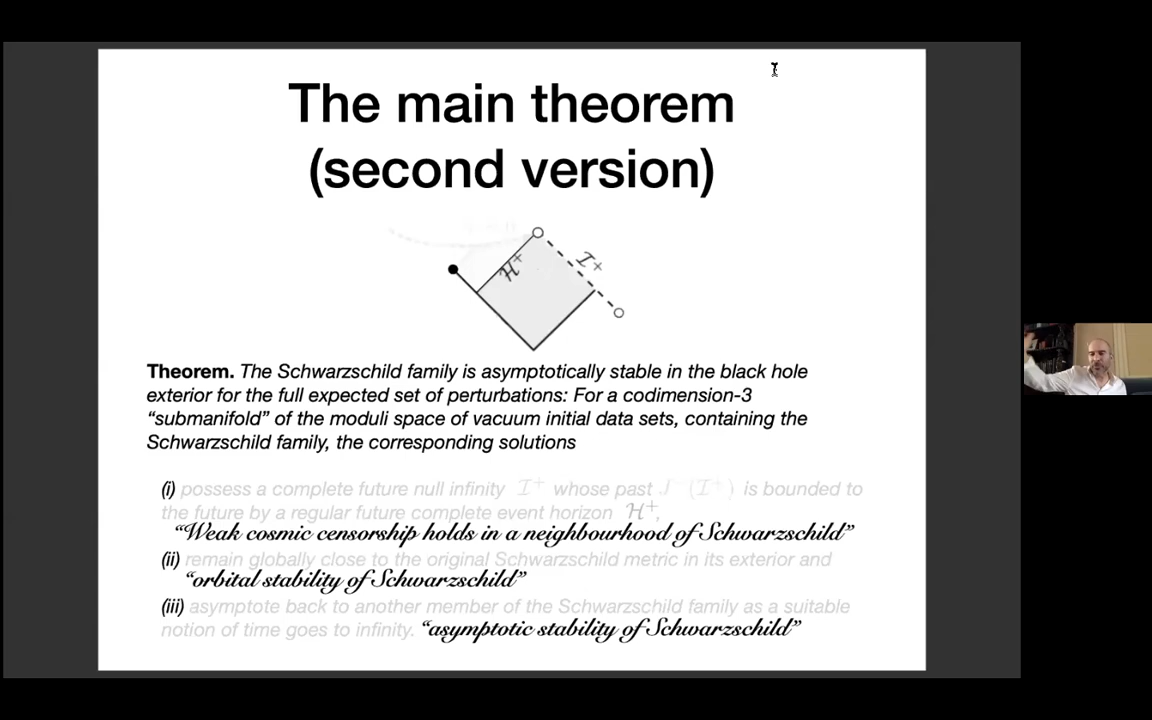 The main theorem
(second version)
H⁺
I⁺
Theorem. The Schwarzschild family is asymptotically stable in the black hole
exterior for the full expected set of perturbations: For a codimension-3
“submanifold” of the moduli space of vacuum initial data sets, containing the
Schwarzschild family, the corresponding solutions
(i) possess a complete future null infinity I⁺ whose past J⁻(I⁺) is bounded to
the future by a regular future complete event horizon H⁺,
“Weak cosmic censorship holds in a neighbourhood of Schwarzschild”
(ii) remain globally close to the original Schwarzschild metric in its exterior and
“orbital stability of Schwarzschild”
(iii) asymptote back to another member of the Schwarzschild family as a suitable
notion of time goes to infinity. “asymptotic stability of Schwarzschild”